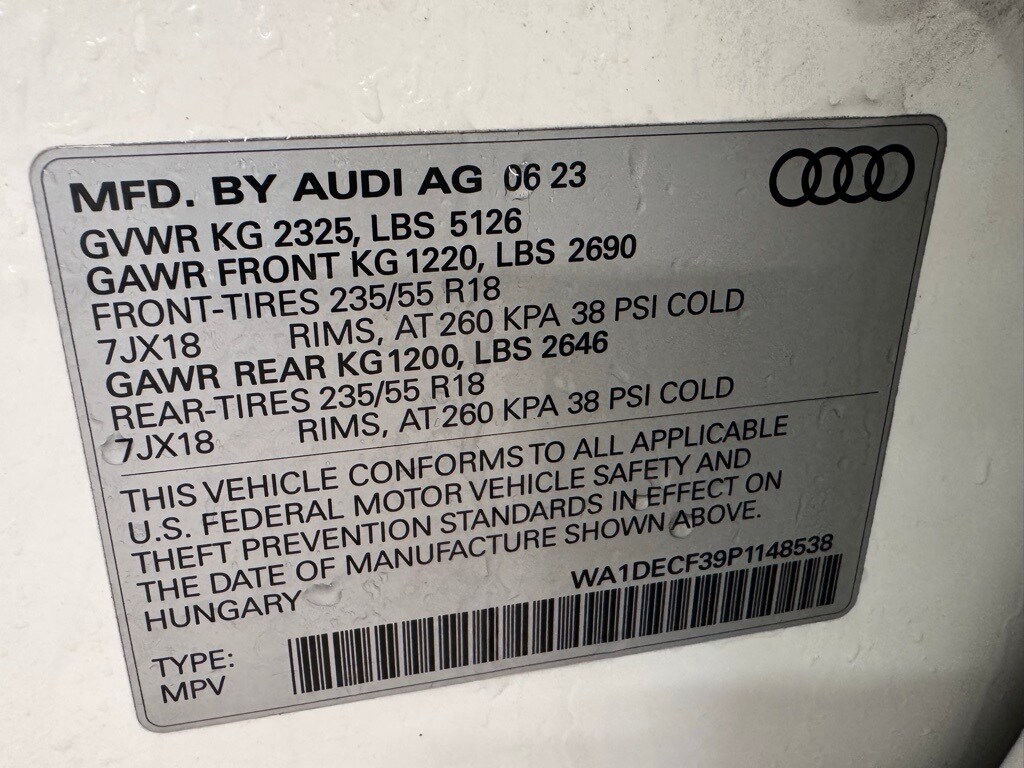 MFD. BY AUDI AG 06 23
GVWR KG 2325, LBS 5126
GAWR FRONT KG 1220, LBS 2690
FRONT-TIRES 235/55 R18
7JX18 RIMS, AT 260 KPA 38 PSI COLD
GAWR REAR KG 1200, LBS 2646
REAR-TIRES 235/55 R18
7JX18 RIMS, AT 260 KPA 38 PSI COLD
THIS VEHICLE CONFORMS TO ALL APPLICABLE
U.S. FEDERAL MOTOR VEHICLE SAFETY AND
THEFT PREVENTION STANDARDS IN EFFECT ON
THE DATE OF MANUFACTURE SHOWN ABOVE.
HUNGARY WA1DECF39P1148538
TYPE:
MPV